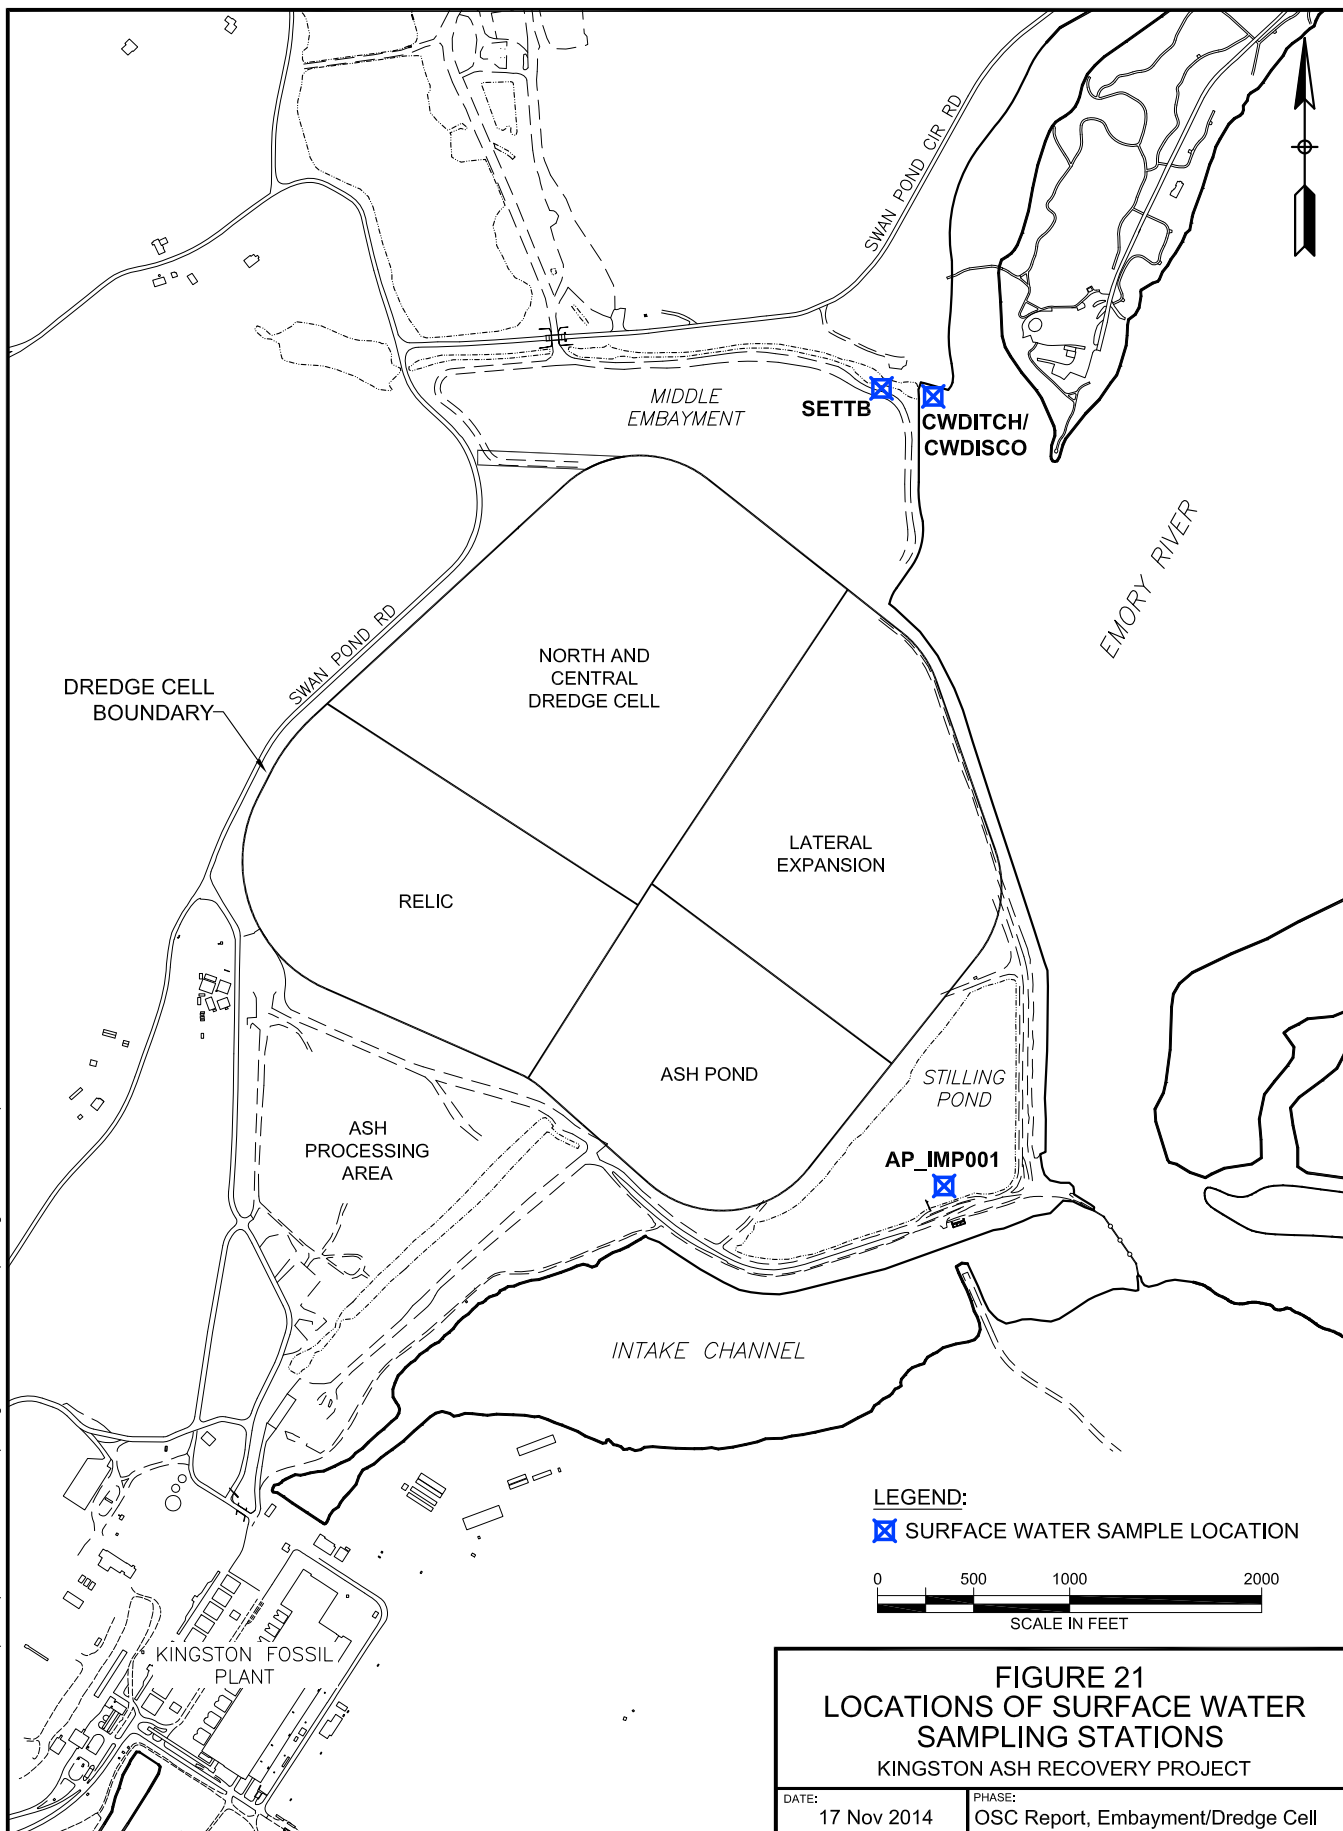 SWAN POND CIR RD
MIDDLE
EMBAYMENT
SETTB
CWDITCH/
CWDISCO
EMORY RIVER
SWAN POND RD
DREDGE CELL
BOUNDARY
NORTH AND
CENTRAL
DREDGE CELL
LATERAL
EXPANSION
RELIC
ASH POND
STILLING
POND
ASH
PROCESSING
AREA
AP_IMP001
INTAKE CHANNEL
LEGEND:
SURFACE WATER SAMPLE LOCATION
0 500 1000 2000
SCALE IN FEET
KINGSTON FOSSIL
PLANT
FIGURE 21
LOCATIONS OF SURFACE WATER
SAMPLING STATIONS
KINGSTON ASH RECOVERY PROJECT
DATE:
17 Nov 2014
PHASE:
OSC Report, Embayment/Dredge Cell